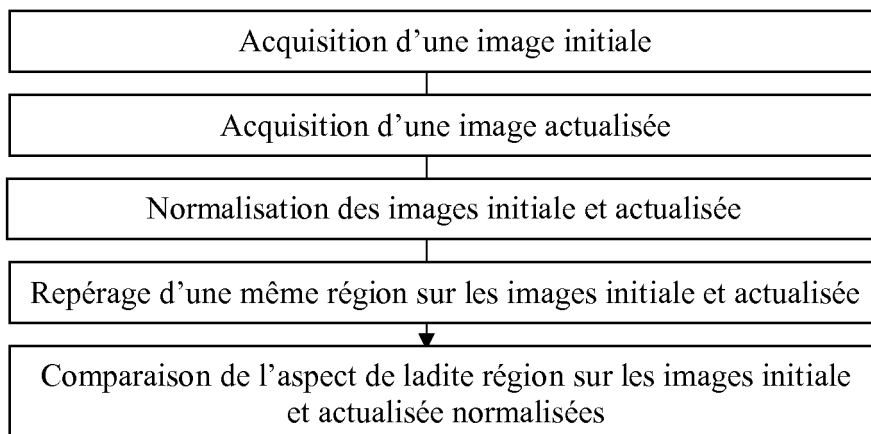 Acquisition d’une image initiale
Acquisition d’une image actualisée
Normalisation des images initiale et actualisée
Repérage d’une même région sur les images initiale et actualisée
Comparaison de l’aspect de ladite région sur les images initiale
et actualisée normalisées